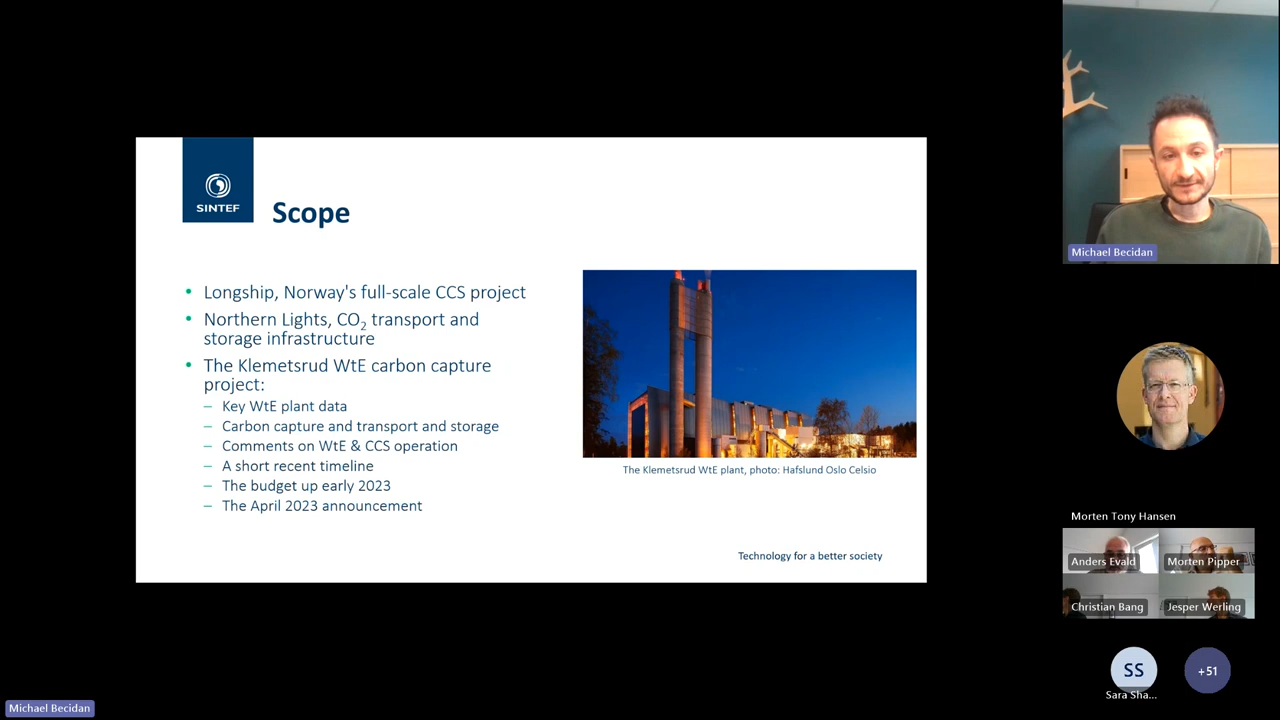 SINTEF
Scope
• Longship, Norway's full-scale CCS project
• Northern Lights, CO₂ transport and
storage infrastructure
• The Klemetsrud WtE carbon capture
project:
– Key WtE plant data
– Carbon capture and transport and storage
– Comments on WtE & CCS operation
– A short recent timeline
– The budget up early 2023
– The April 2023 announcement
The Klemetsrud WtE plant, photo: Hafslund Oslo Celsio
Technology for a better society
Michael Becidan
Morten Tony Hansen
Anders Evald
Morten Pipper
Christian Bang
Jesper Werling
SS
+51
Sara Sha...
Michael Becidan